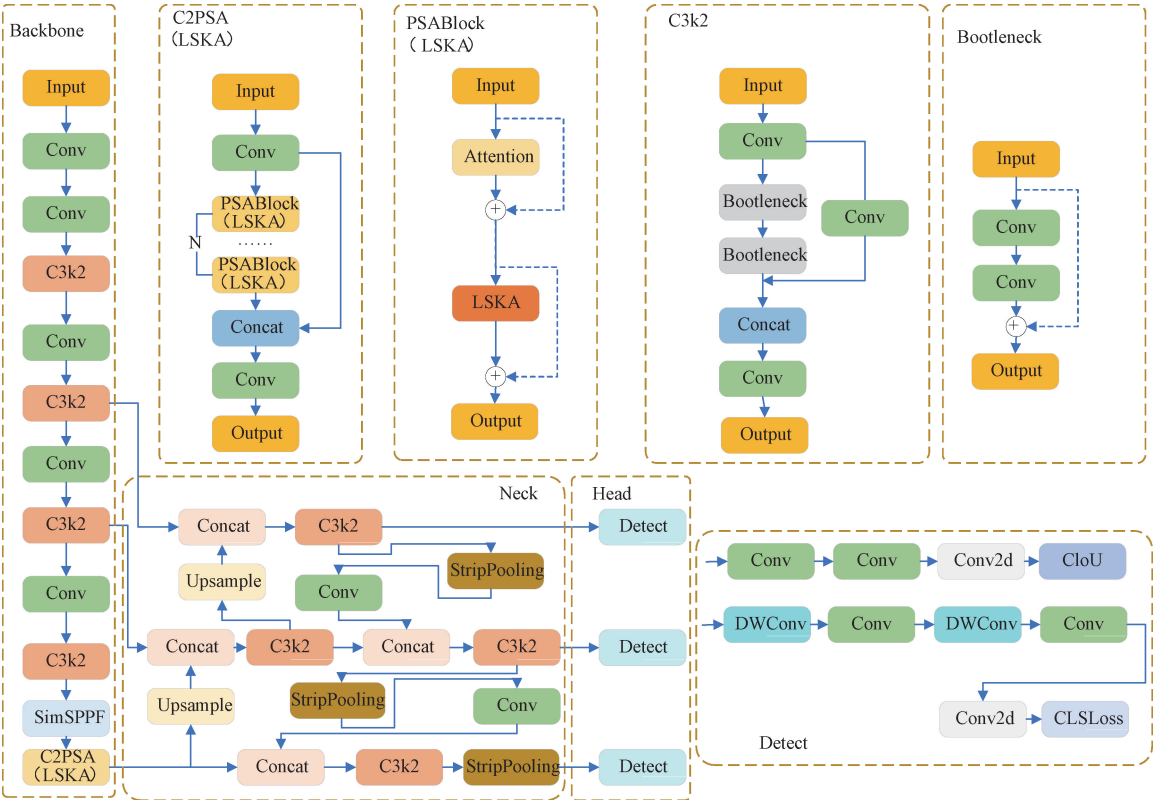 Backbone
Input
Conv
Conv
C3k2
Conv
C3k2
Conv
C3k2
Conv
C3k2
SimSPPF
C2PSA
(LSKA)
C2PSA
(LSKA)
Input
Conv
PSABlock
(LSKA)
N
......
PSABlock
(LSKA)
Concat
Conv
Output
PSABlock
( LSKA)
Input
Attention
+
LSKA
+
Output
C3k2
Input
Conv
Bootleneck
Conv
Bootleneck
Concat
Conv
Output
Bootleneck
Input
Conv
Conv
+
Output
Neck
Concat
C3k2
Upsample
StripPooling
Conv
Concat
C3k2
Concat
C3k2
Upsample
StripPooling
Conv
Concat
C3k2
StripPooling
Head
Detect
Detect
Detect
Conv
Conv
Conv2d
CloU
DWConv
Conv
DWConv
Conv
Conv2d
CLSLoss
Detect